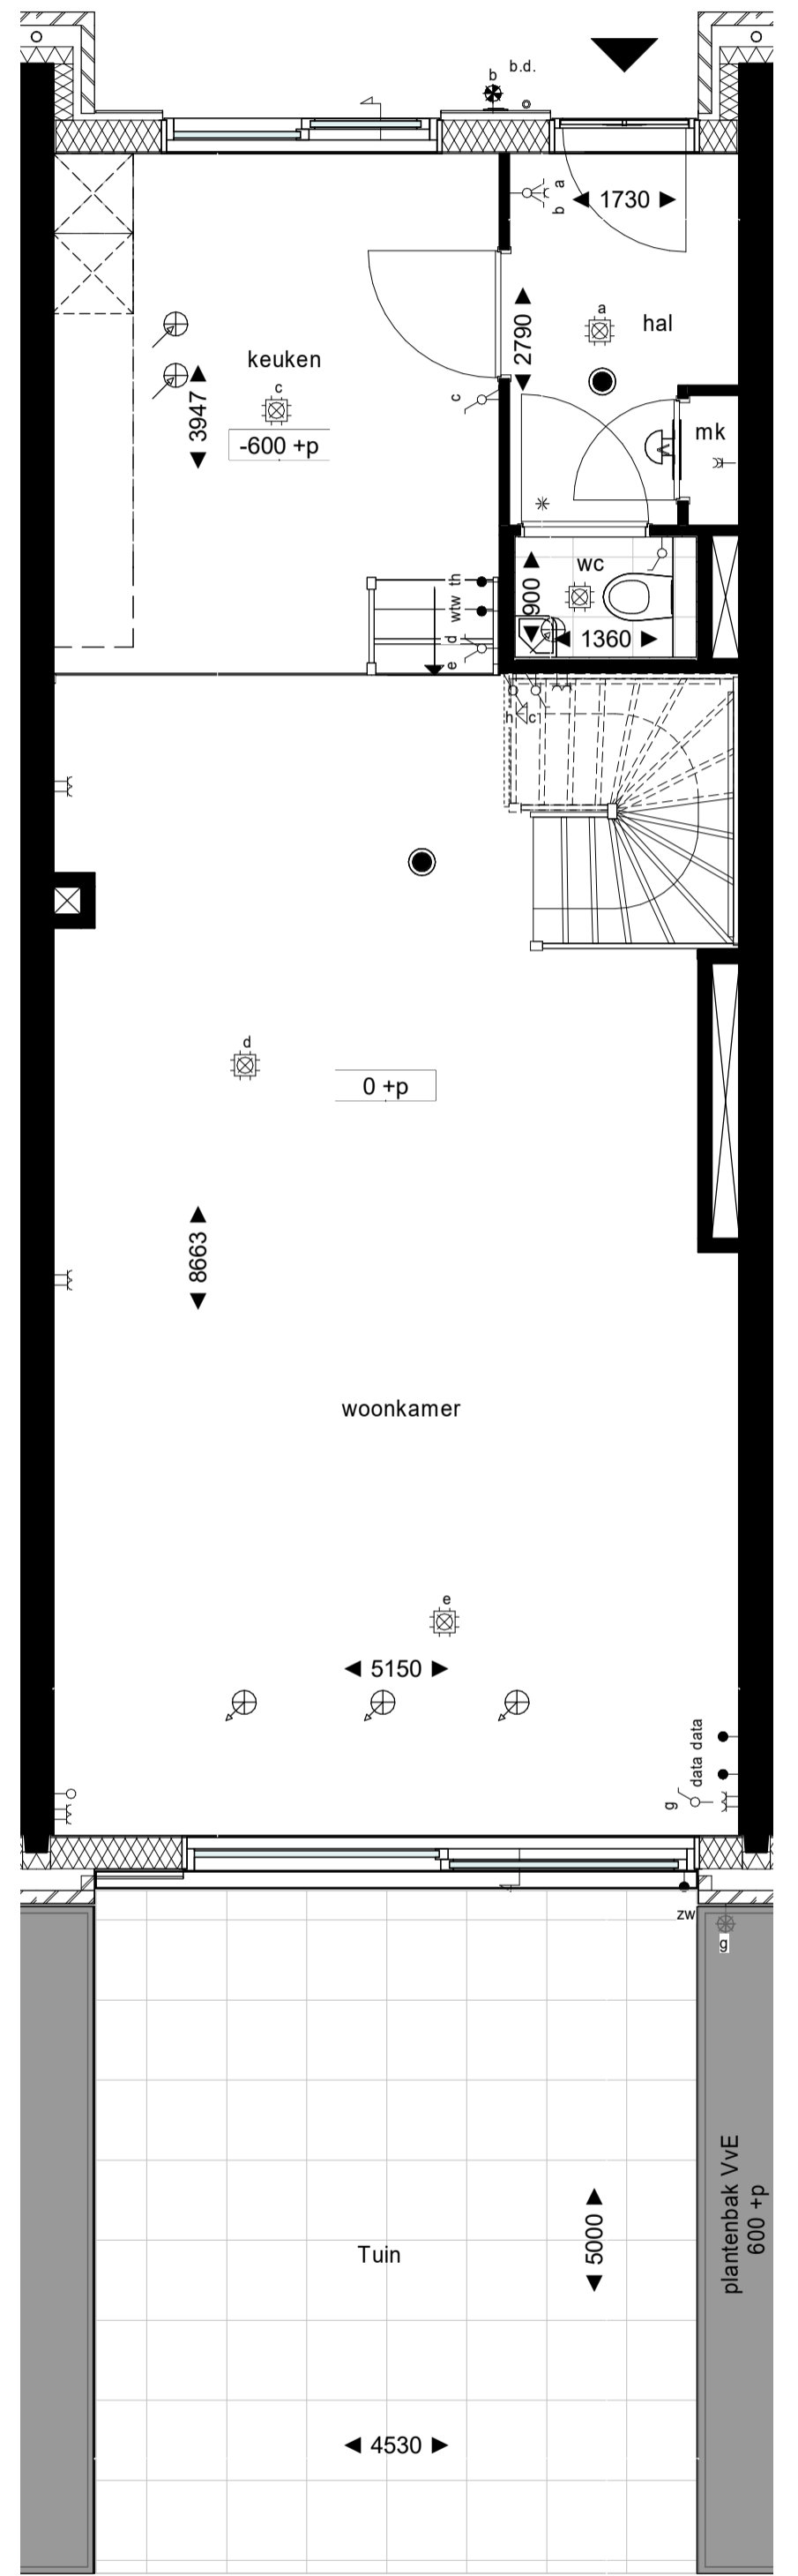 b.d.
b
a
b
1730
a
hal
2790
keuken
c
3947
-600 +p
c
mk
wc
900
1360
th
wtw
d
e
h
c
d
0 +p
8663
woonkamer
e
5150
data data
g
zw
g
plantenbak VvE
600 +p
5000
Tuin
4530